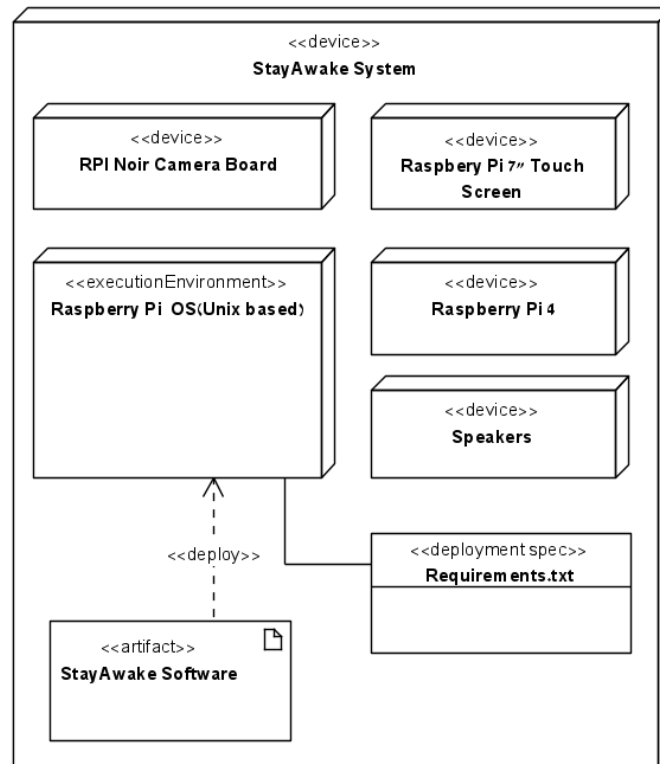 <<device>>
StayAwake System
<<device>>
RPI Noir Camera Board
<<device>>
Raspbery Pi 7" Touch
Screen
<<executionEnvironment>>
Raspberry Pi OS(Unix based)
<<device>>
Raspberry Pi 4
<<device>>
Speakers
<<deploy>>
<<deployment spec>>
Requirements.txt
<<artifact>>
StayAwake Software